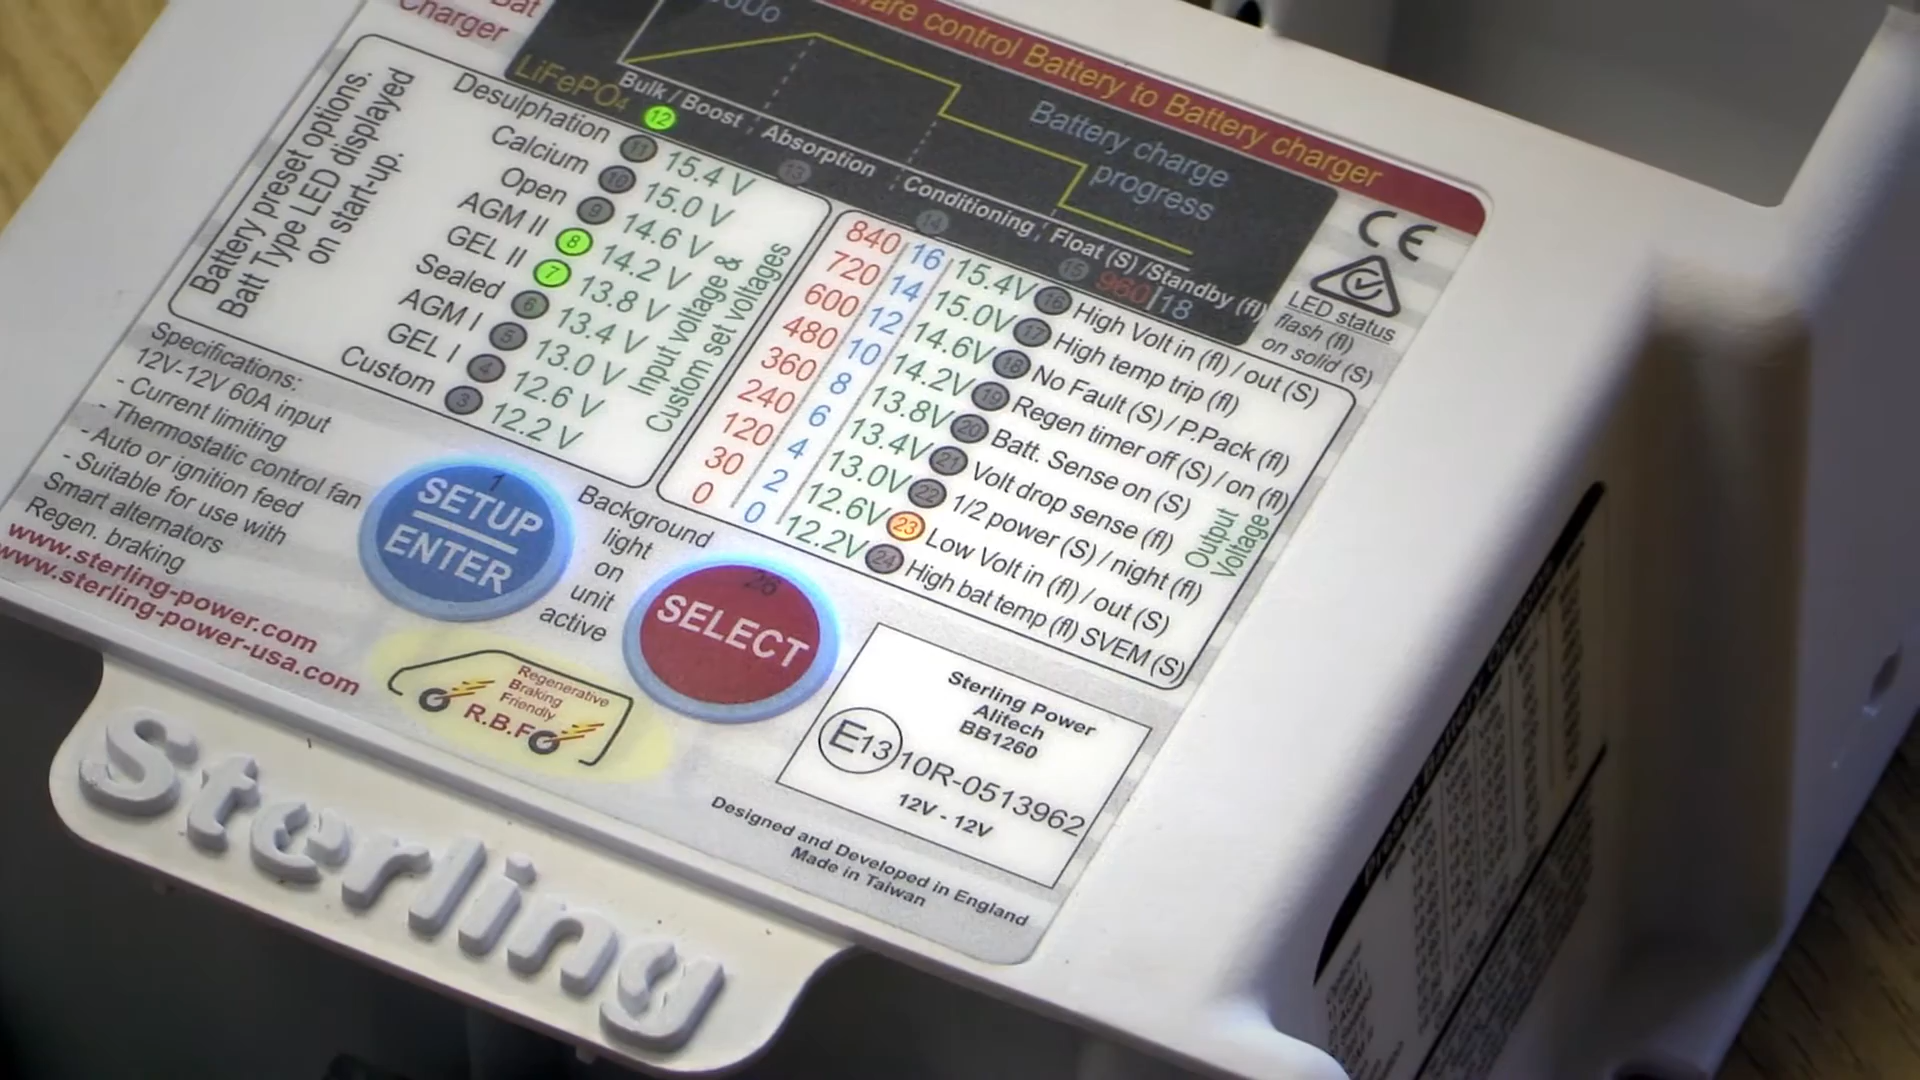 Bat
Charger
ware control Battery to Battery charger
LiFePO4
Bulk / Boost
Absorption
Conditioning
Float (S) /Standby (fl)
Battery charge
progress
12
13
14
15
960|18
Battery preset options.
Batt Type LED displayed
on start-up.
Desulphation 11 15.4 V
Calcium 10 15.0 V
Open 9 14.6 V
AGM II 8 14.2 V
GEL II 7 13.8 V
Sealed 6 13.4 V
AGM I 5 13.0 V
GEL I 4 12.6 V
Custom 3 12.2 V
Input voltage &
Custom set voltages
840 16 15.4V 16 High Volt in (fl) / out (S)
720 14 15.0V 17 High temp trip (fl)
600 12 14.6V 18 No Fault (S) / P.Pack (fl)
480 10 14.2V 19 Regen timer off (S) / on (fl)
360 8 13.8V 20 Batt. Sense on (S)
240 6 13.4V 21 Volt drop sense (fl)
120 4 13.0V 22 1/2 power (S) / night (fl)
30 2 12.6V 23 Low Volt in (fl) / out (S)
0 0 12.2V 24 High bat temp (fl) SVEM (S)
Output
Voltage
CE
LED status
flash (fl)
on solid (S)
Specifications:
12V-12V 60A input
- Current limiting
- Thermostatic control fan
- Auto or ignition feed
- Suitable for use with
Smart alternators
Regen. braking
www.sterling-power.com
www.sterling-power-usa.com
1
SETUP
ENTER
Background
light
on
unit
active
26
SELECT
Regenerative
Braking
Friendly
R.B.F
Sterling Power
Alitech
BB1260
E13 10R-0513962
12V - 12V
Designed and Developed in England
Made in Taiwan
Sterling